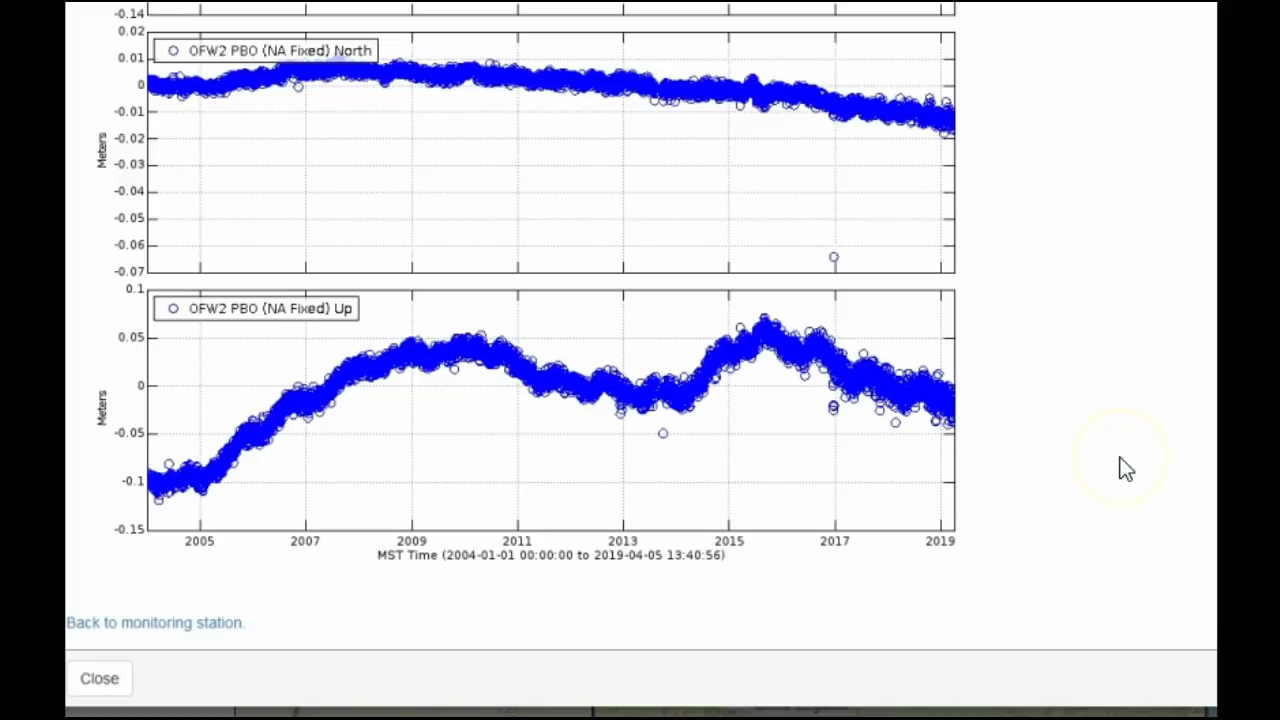 -0.14
0.02
OFW2 PBO (NA Fixed) North
0.01
0
-0.01
-0.02
Meters
-0.03
-0.04
-0.05
-0.06
-0.07
0.1
OFW2 PBO (NA Fixed) Up
0.05
0
Meters
-0.05
-0.1
-0.15
2005 2007 2009 2011 2013 2015 2017 2019
MST Time (2004-01-01 00:00:00 to 2019-04-05 13:40:56)
Back to monitoring station.
Close